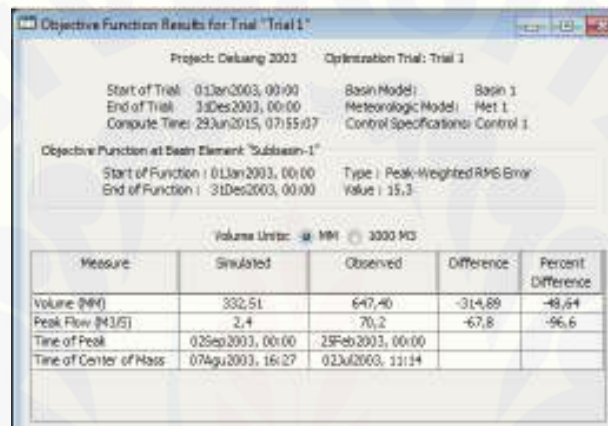 Objective Function Results for Trial "Trial 1"
Project: Deluang 2003 Optimization Trial: Trial 1
Start of Trial: 01Jan2003, 00:00 Basin Model: Basin 1
End of Trial: 31Des2003, 00:00 Meteorologic Model: Met 1
Compute Time: 29Jun2015, 07:55:07 Control Specifications: Control 1
Objective Function at Basin Element "Subbasin-1"
Start of Function : 01Jan2003, 00:00 Type : Peak-Weighted RMS Error
End of Function : 31Des2003, 00:00 Value : 15,3
Volume Units: MM 1000 M3
Measure Simulated Observed Difference Percent Difference
Volume (MM) 332,51 647,40 -314,89 -48,64
Peak Flow (M3/S) 2,4 70,2 -67,8 -96,6
Time of Peak 02Sep2003, 00:00 25Feb2003, 00:00
Time of Center of Mass 07Agu2003, 16:27 02Jul2003, 11:14